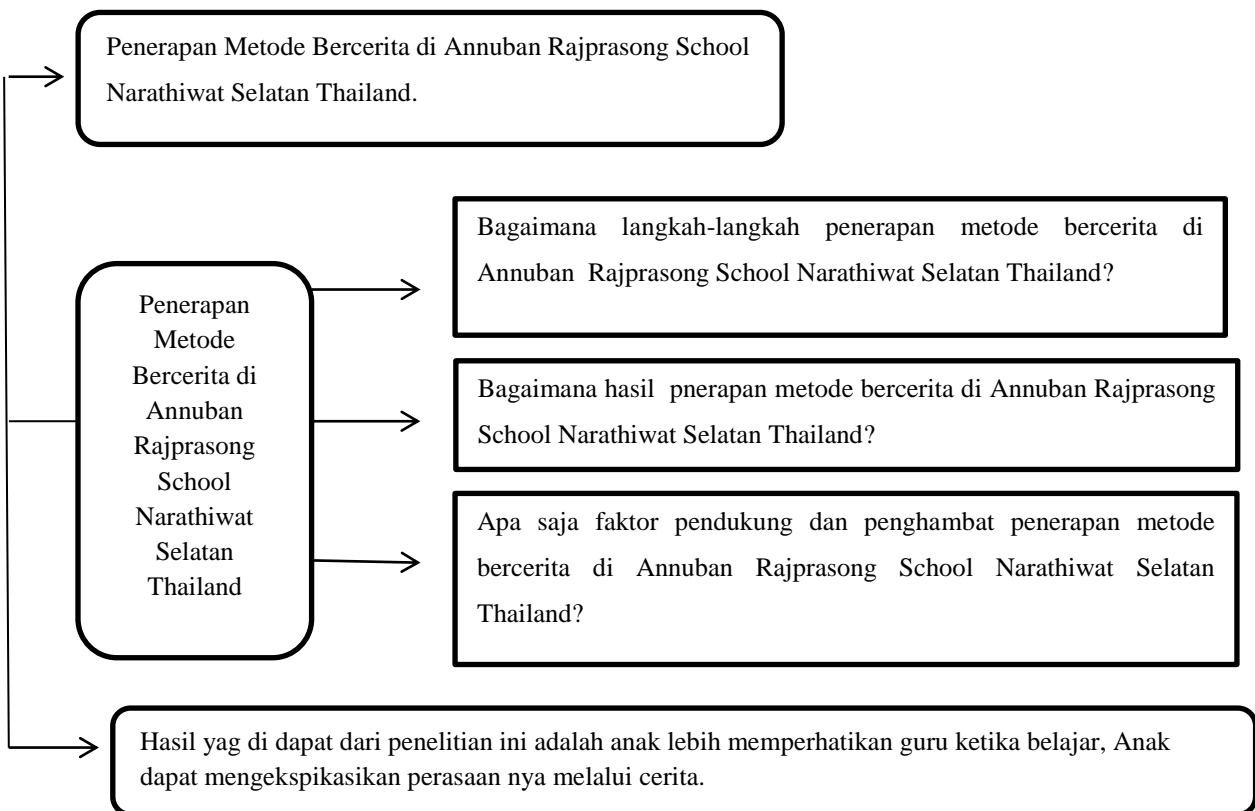 Penerapan Metode Bercerita di Annuban Rajprasong School
Narathiwat Selatan Thailand.
Penerapan
Metode
Bercerita di
Annuban
Rajprasong
School
Narathiwat
Selatan
Thailand
Bagaimana langkah-langkah penerapan metode bercerita di
Annuban Rajprasong School Narathiwat Selatan Thailand?
Bagaimana hasil pnerapan metode bercerita di Annuban Rajprasong
School Narathiwat Selatan Thailand?
Apa saja faktor pendukung dan penghambat penerapan metode
bercerita di Annuban Rajprasong School Narathiwat Selatan
Thailand?
Hasil yag di dapat dari penelitian ini adalah anak lebih memperhatikan guru ketika belajar, Anak
dapat mengekspikasikan perasaan nya melalui cerita.